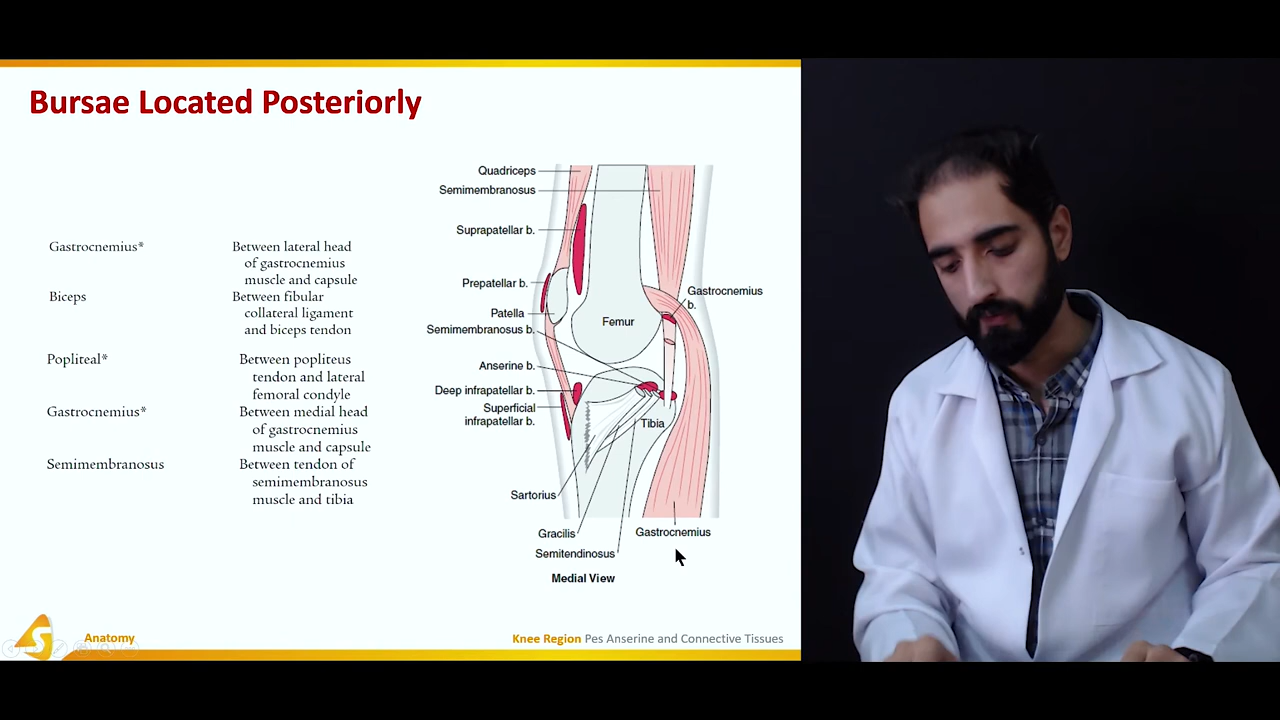 Bursae Located Posteriorly
Gastrocnemius* Between lateral head
of gastrocnemius
muscle and capsule
Biceps Between fibular
collateral ligament
and biceps tendon
Popliteal* Between popliteus
tendon and lateral
femoral condyle
Gastrocnemius* Between medial head
of gastrocnemius
muscle and capsule
Semimembranosus Between tendon of
semimembranosus
muscle and tibia
Quadriceps
Semimembranosus
Suprapatellar b.
Prepatellar b.
Patella
Semimembranosus b.
Anserine b.
Deep infrapatellar b.
Superficial
infrapatellar b.
Gastrocnemius
b.
Femur
Tibia
Sartorius
Gracilis
Semitendinosus
Gastrocnemius
Medial View
S
Anatomy
Knee Region Pes Anserine and Connective Tissues